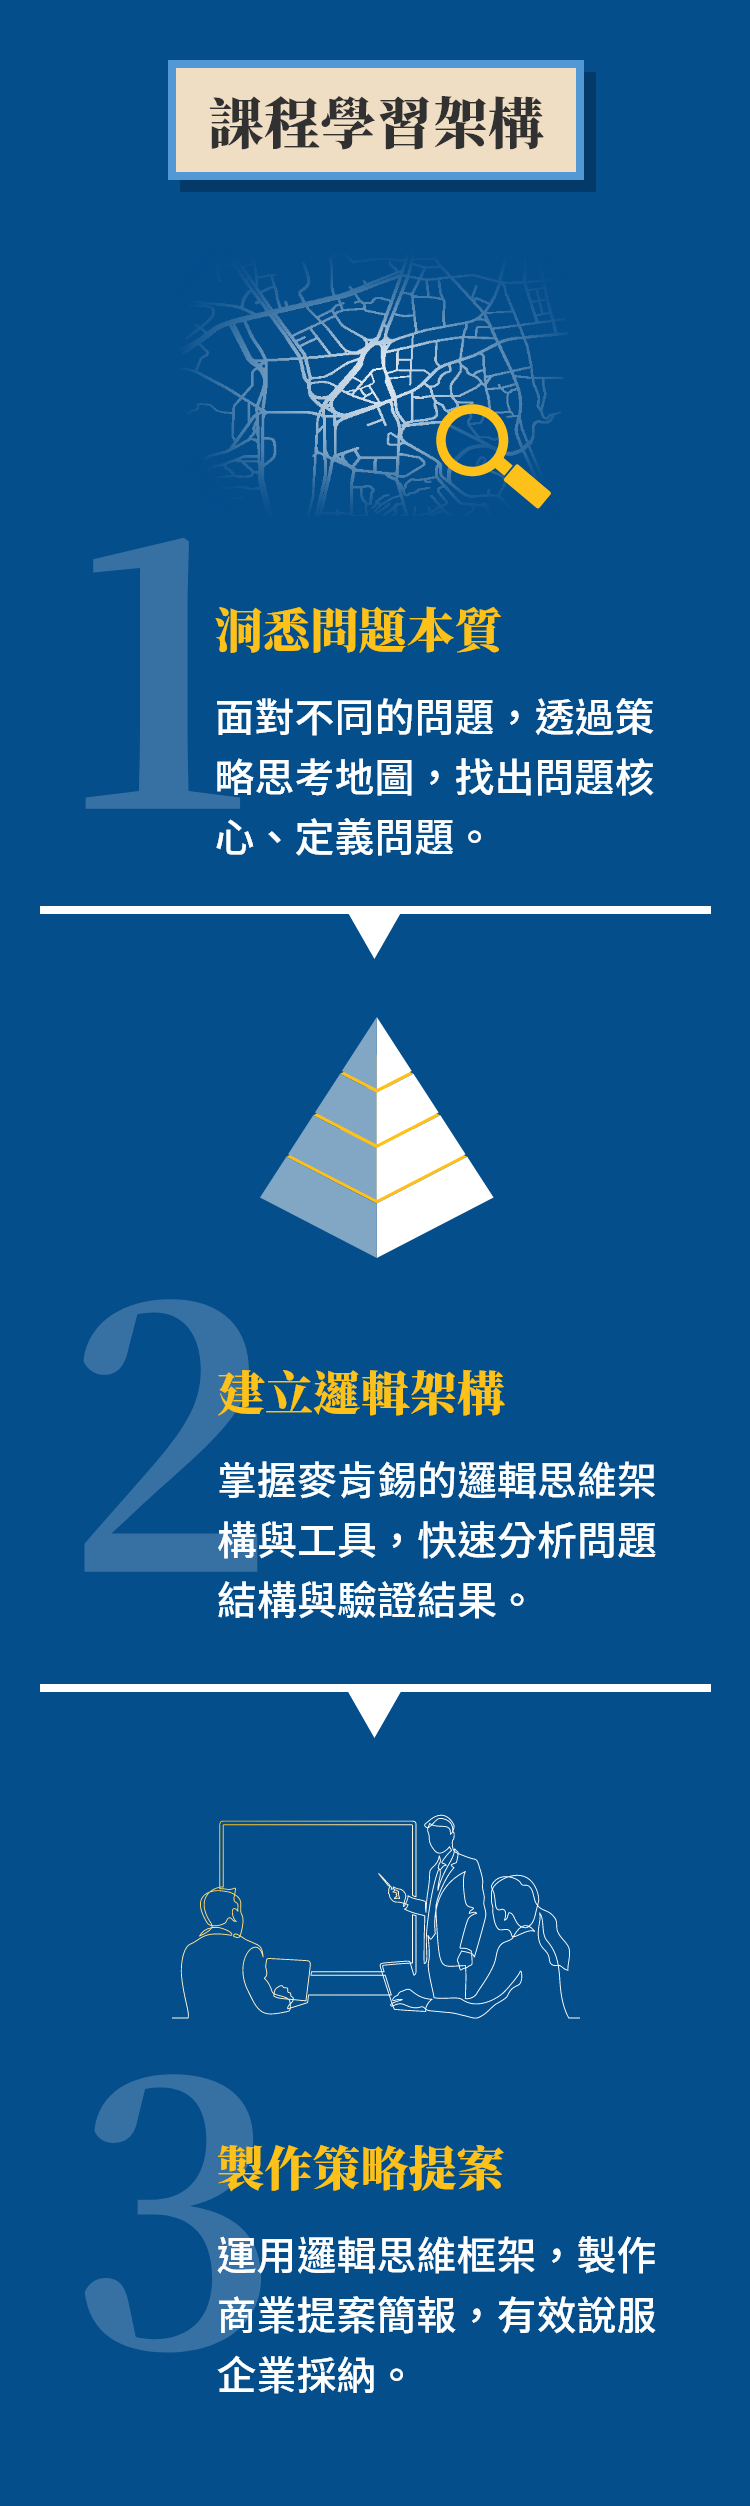 課程學習架構
1
洞悉問題本質
面對不同的問題，透過策
略思考地圖，找出問題核
心、定義問題。
2
建立邏輯架構
掌握麥肯錫的邏輯思維架
構與工具，快速分析問題
結構與驗證結果。
3
製作策略提案
運用邏輯思維框架，製作
商業提案簡報，有效說服
企業採納。